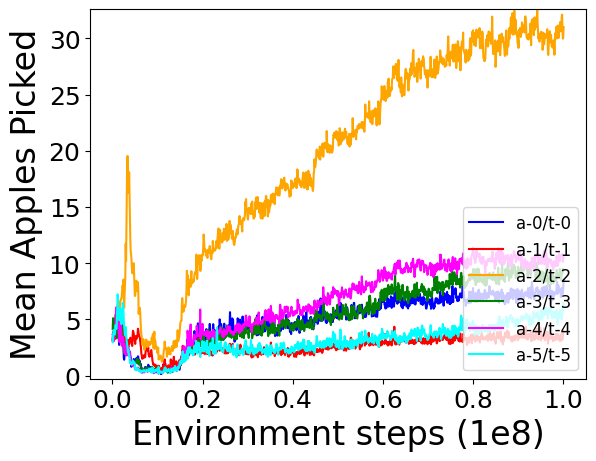 Mean Apples Picked
30
25
20
15
10
5
0
0.0 0.2 0.4 0.6 0.8 1.0
Environment steps (1e8)
a-0/t-0
a-1/t-1
a-2/t-2
a-3/t-3
a-4/t-4
a-5/t-5